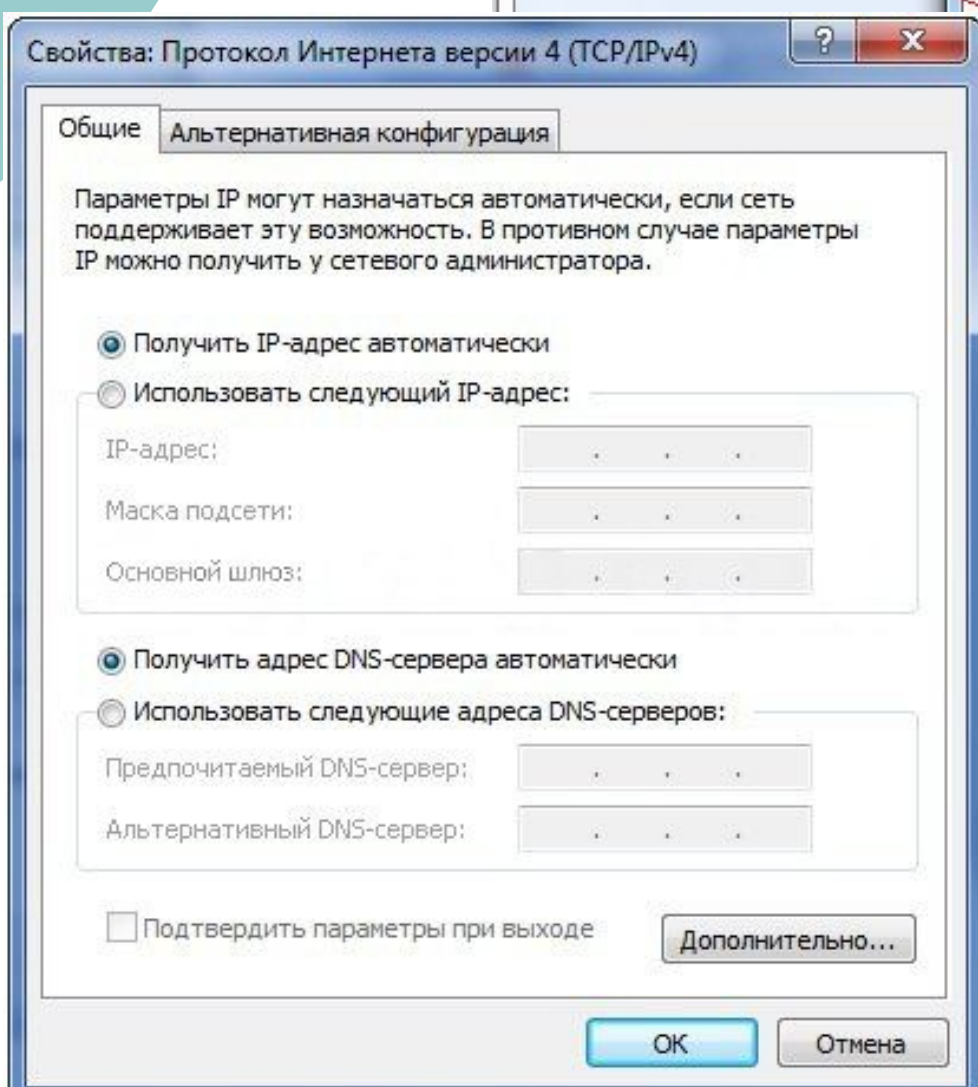 Свойства: Протокол Интернета версии 4 (TCP/IPv4)
Общие
Альтернативная конфигурация
Параметры IP могут назначаться автоматически, если сеть
поддерживает эту возможность. В противном случае параметры
IP можно получить у сетевого администратора.
Получить IP-адрес автоматически
Использовать следующий IP-адрес:
IP-адрес:
Маска подсети:
Основной шлюз:
Получить адрес DNS-сервера автоматически
Использовать следующие адреса DNS-серверов:
Предпочитаемый DNS-сервер:
Альтернативный DNS-сервер:
Подтвердить параметры при выходе
Дополнительно...
ОК
Отмена